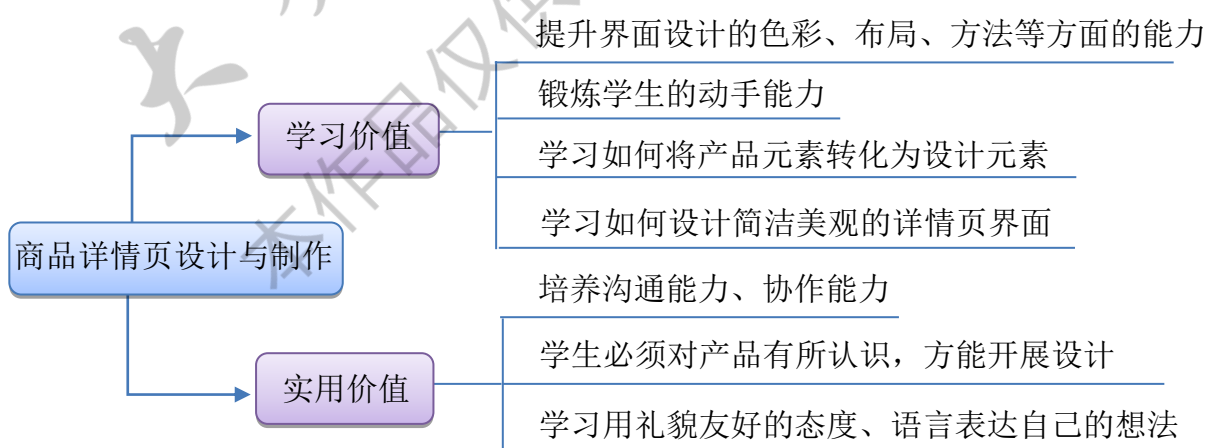 提升界面设计的色彩、布局、方法等方面的能力
锻炼学生的动手能力
学习价值
学习如何将产品元素转化为设计元素
学习如何设计简洁美观的详情页界面
商品详情页设计与制作
培养沟通能力、协作能力
学生必须对产品有所认识，方能开展设计
实用价值
学习用礼貌友好的态度、语言表达自己的想法
本作品仅供